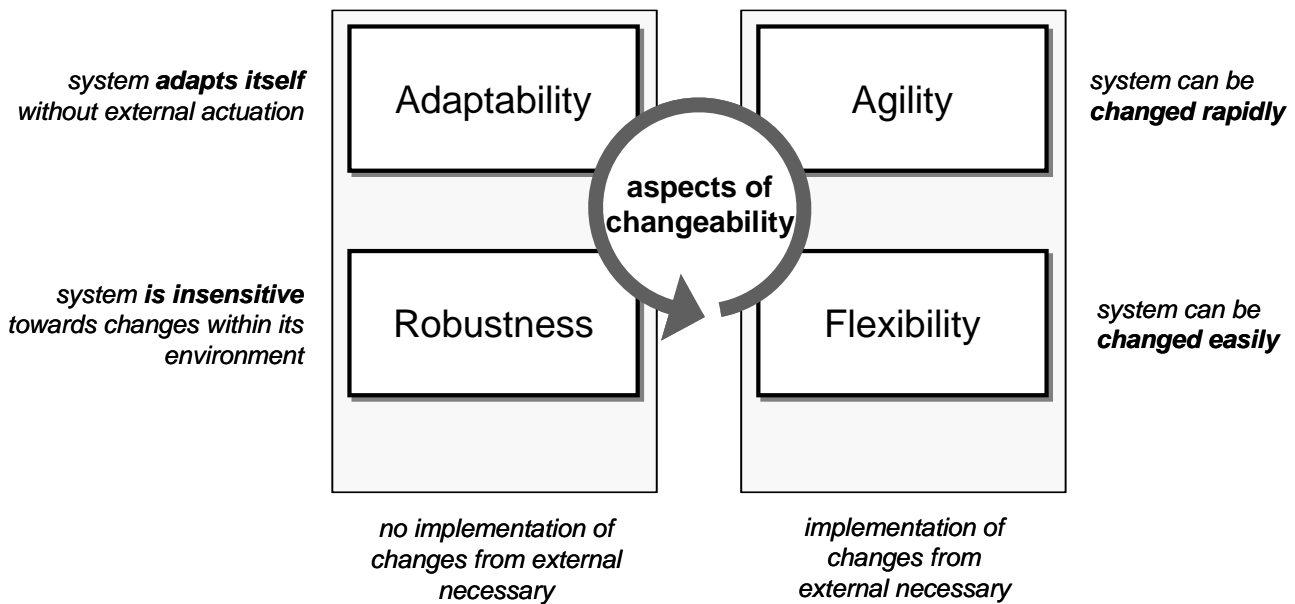 system adapts itself
without external actuation
Adaptability
Agility
system can be
changed rapidly
aspects of
changeability
system is insensitive
towards changes within its
environment
Robustness
Flexibility
system can be
changed easily
no implementation of
changes from external
necessary
implementation of
changes from
external necessary